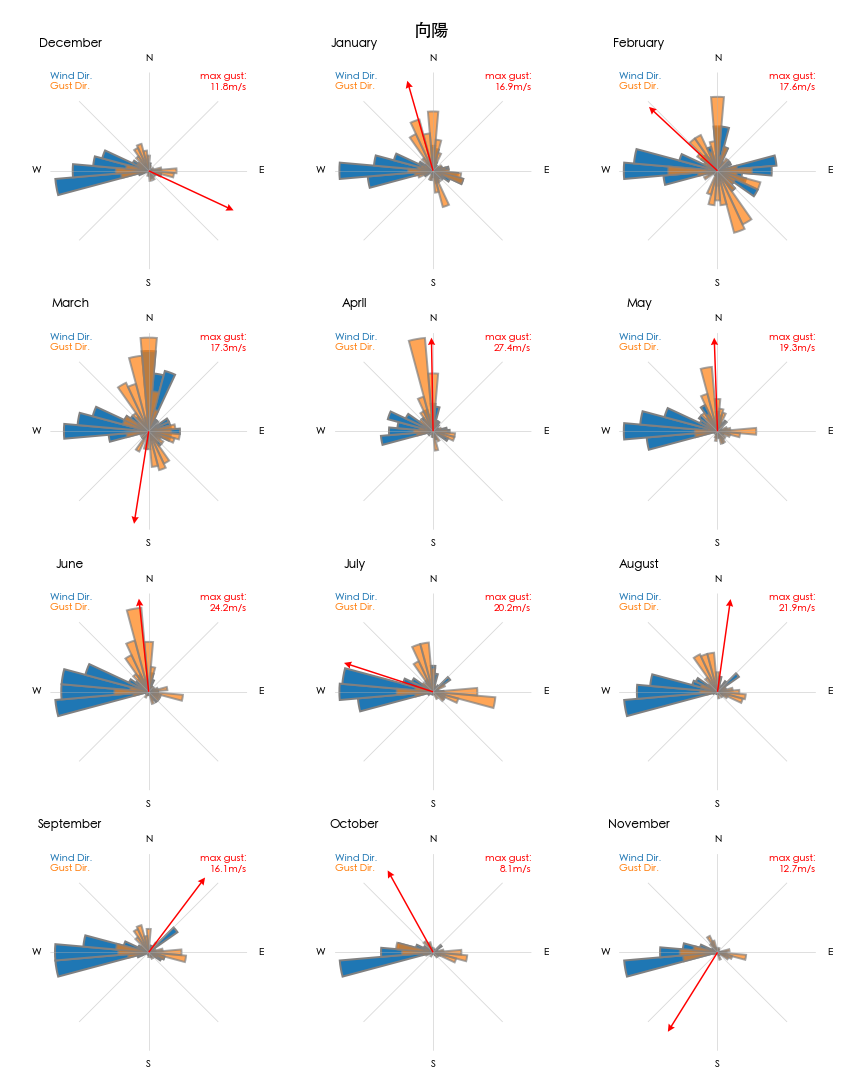 向陽
December
N
Wind Dir.
Gust Dir.
max gust:
11.8m/s
W
E
S
January
N
Wind Dir.
Gust Dir.
max gust:
16.9m/s
W
E
S
February
N
Wind Dir.
Gust Dir.
max gust:
17.6m/s
W
E
S
March
N
Wind Dir.
Gust Dir.
max gust:
17.3m/s
W
E
S
April
N
Wind Dir.
Gust Dir.
max gust:
27.4m/s
W
E
S
May
N
Wind Dir.
Gust Dir.
max gust:
19.3m/s
W
E
S
June
N
Wind Dir.
Gust Dir.
max gust:
24.2m/s
W
E
S
July
N
Wind Dir.
Gust Dir.
max gust:
20.2m/s
W
E
S
August
N
Wind Dir.
Gust Dir.
max gust:
21.9m/s
W
E
S
September
N
Wind Dir.
Gust Dir.
max gust:
16.1m/s
W
E
S
October
N
Wind Dir.
Gust Dir.
max gust:
8.1m/s
W
E
S
November
N
Wind Dir.
Gust Dir.
max gust:
12.7m/s
W
E
S